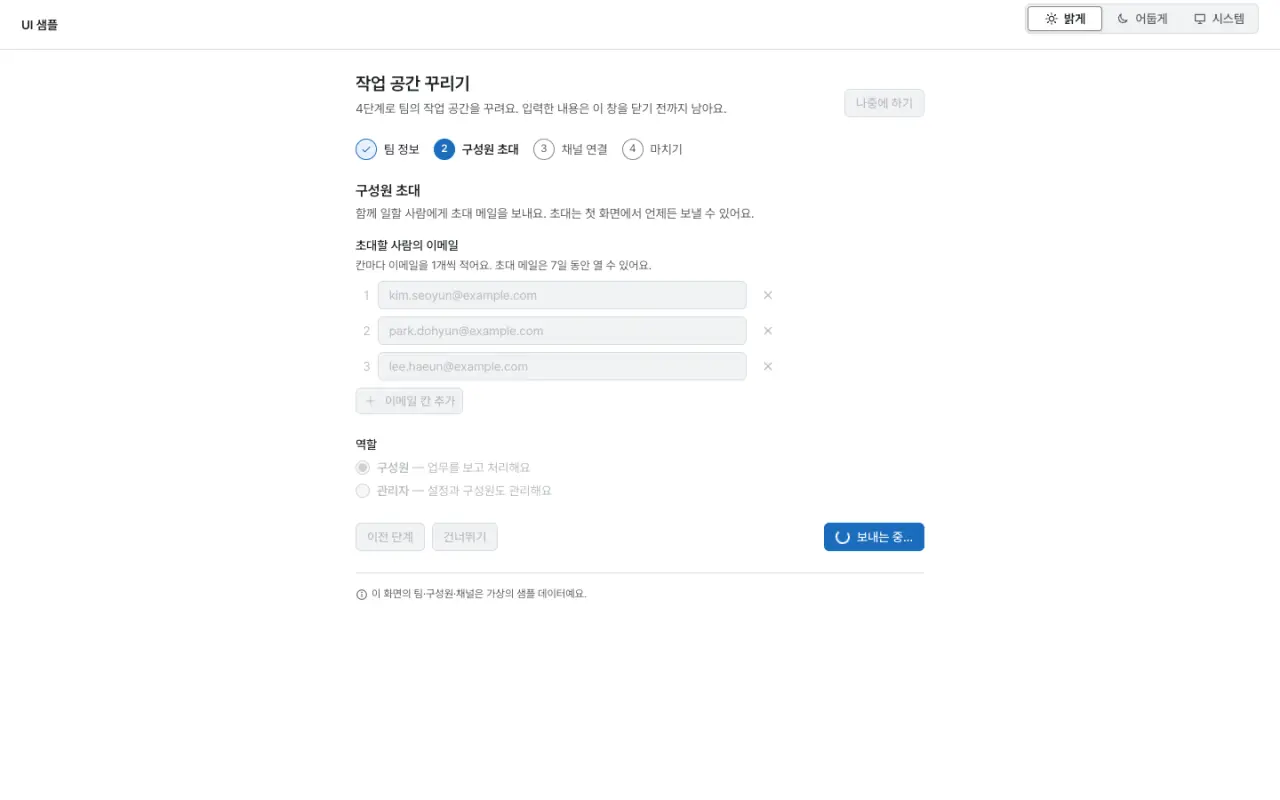 UI 샘플
밝게 어둡게 시스템
작업 공간 꾸리기
4단계로 팀의 작업 공간을 꾸려요. 입력한 내용은 이 창을 닫기 전까지 남아요.
나중에 하기
팀 정보 2 구성원 초대 3 채널 연결 4 마치기
구성원 초대
함께 일할 사람에게 초대 메일을 보내요. 초대는 첫 화면에서 언제든 보낼 수 있어요.
초대할 사람의 이메일
칸마다 이메일을 1개씩 적어요. 초대 메일은 7일 동안 열 수 있어요.
1 kim.seoyun@example.com
2 park.dohyun@example.com
3 lee.haeun@example.com
이메일 칸 추가
역할
구성원 — 업무를 보고 처리해요
관리자 — 설정과 구성원도 관리해요
이전 단계 건너뛰기 보내는 중...
이 화면의 팀·구성원·채널은 가상의 샘플 데이터예요.